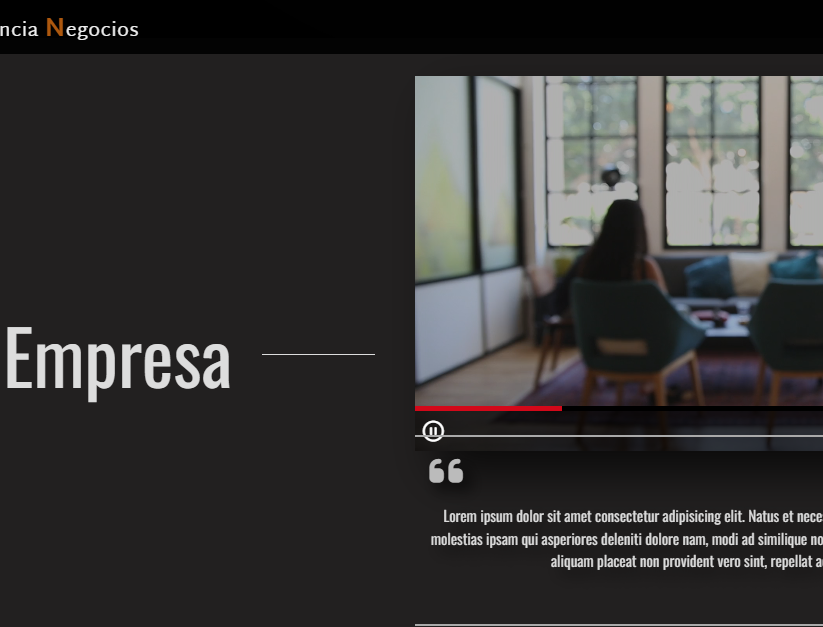 ncia Negocios
Empresa
Lorem ipsum dolor sit amet consectetur adipisicing elit. Natus et nece
molestias ipsam qui asperiores deleniti dolore nam, modi ad similique no
aliquam placeat non provident vero sint, repellat a